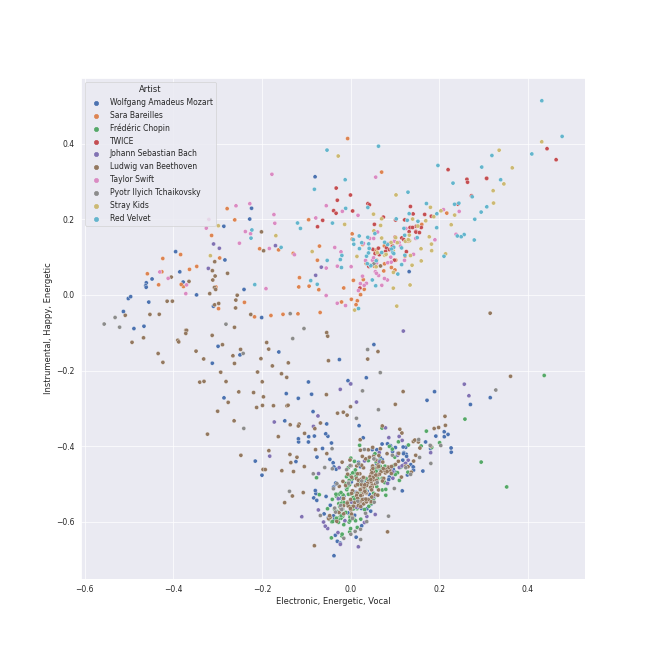 Artist
Wolfgang Amadeus Mozart
Sara Bareilles
Frédéric Chopin
TWICE
Johann Sebastian Bach
Ludwig van Beethoven
Taylor Swift
Pyotr Ilyich Tchaikovsky
Stray Kids
Red Velvet
Instrumental, Happy, Energetic
0.4
0.2
0.0
−0.2
−0.4
−0.6
−0.6
−0.4
−0.2
0.0
0.2
0.4
Electronic, Energetic, Vocal